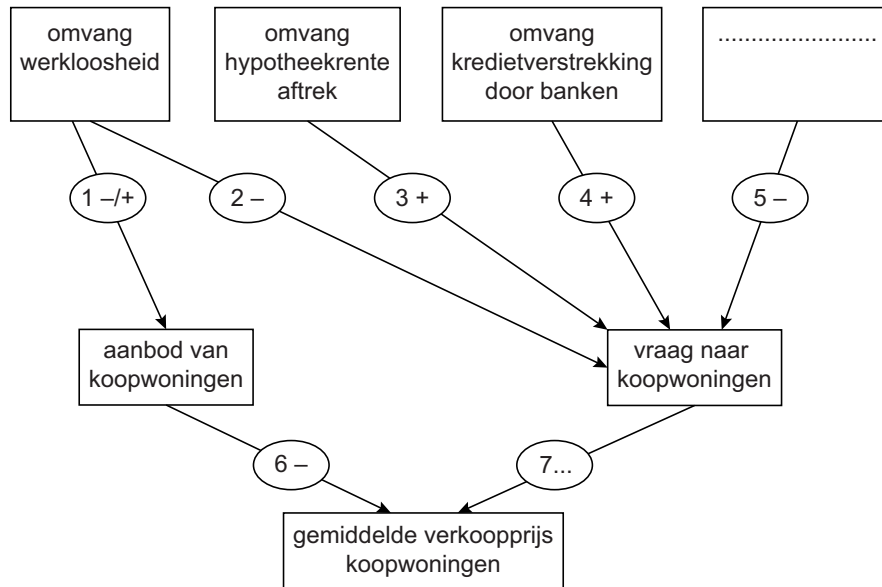 omvang
werkloosheid
omvang
hypotheekrente
aftrek
omvang
kredietverstrekking
door banken
........................
1 –/+
2 –
3 +
4 +
5 –
aanbod van
koopwoningen
vraag naar
koopwoningen
6 –
7...
gemiddelde verkoopprijs
koopwoningen